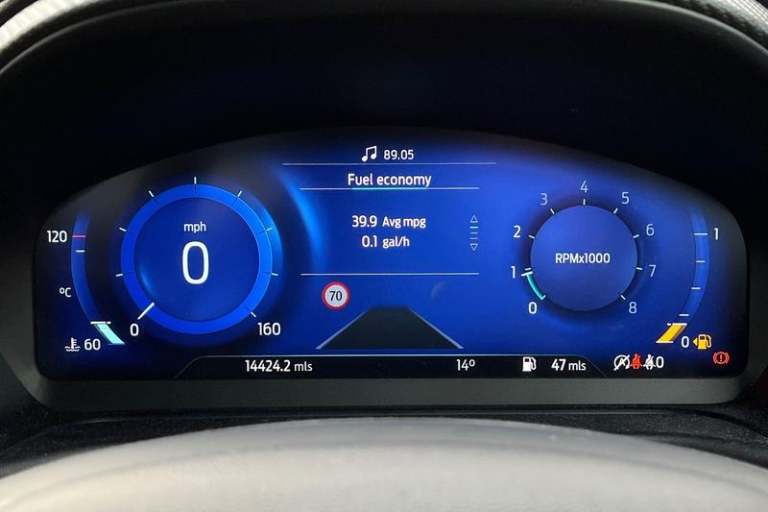 89.05
Fuel economy
39.9 Avg mpg
0.1 gal/h
mph
0
0
160
120
°C
60
70
RPMx1000
0
1
2
3
4
5
6
7
8
1
0
14424.2 mls
14°
47 mls